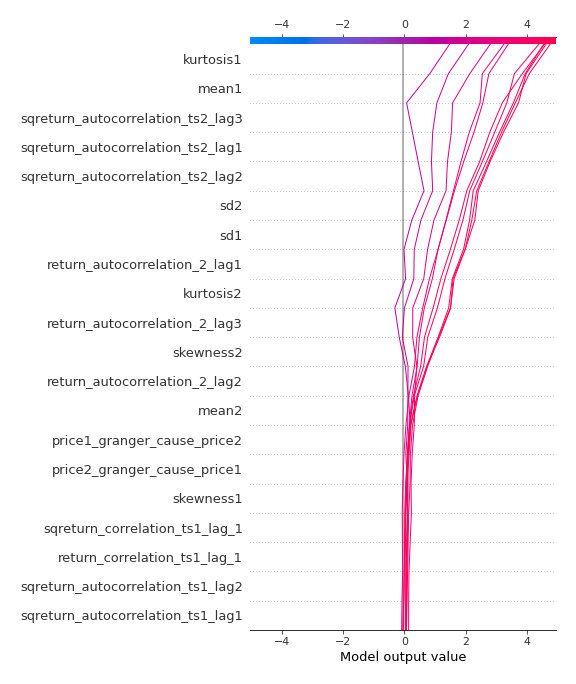 −4 −2 0 2 4
kurtosis1
mean1
sqreturn_autocorrelation_ts2_lag3
sqreturn_autocorrelation_ts2_lag1
sqreturn_autocorrelation_ts2_lag2
sd2
sd1
return_autocorrelation_2_lag1
kurtosis2
return_autocorrelation_2_lag3
skewness2
return_autocorrelation_2_lag2
mean2
price1_granger_cause_price2
price2_granger_cause_price1
skewness1
sqreturn_correlation_ts1_lag_1
return_correlation_ts1_lag_1
sqreturn_autocorrelation_ts1_lag2
sqreturn_autocorrelation_ts1_lag1
−4 −2 0 2 4
Model output value